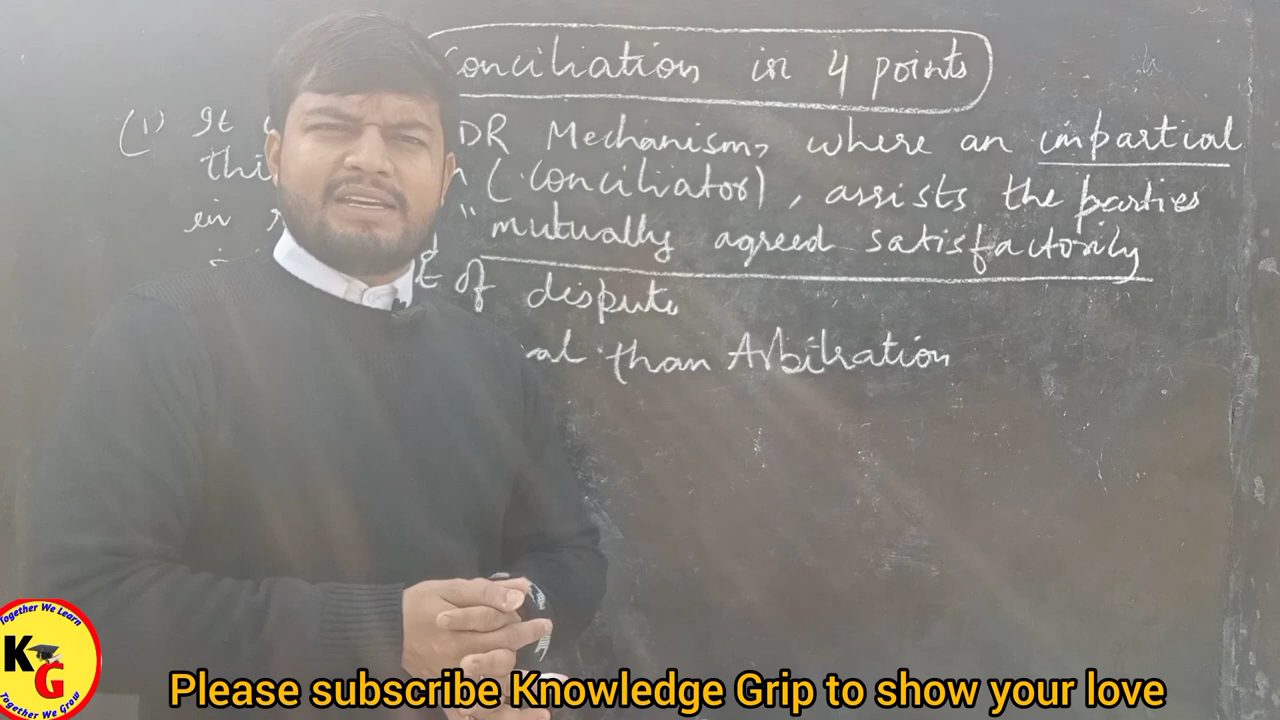 Conciliation in 4 points
(1) It DR Mechanism, where an impartial
(conciliator), assists the parties
in "mutually agreed satisfactorily
of dispute
than Arbitration
Together We Learn
KG
Together We Grow
Please subscribe Knowledge Grip to show your love